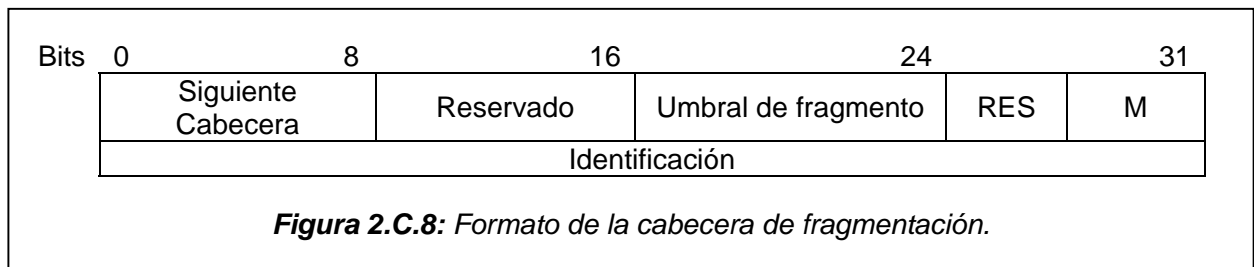 Bits 0 8 16 24 31
Siguiente Cabecera Reservado Umbral de fragmento RES M
Identificación
Figura 2.C.8: Formato de la cabecera de fragmentación.